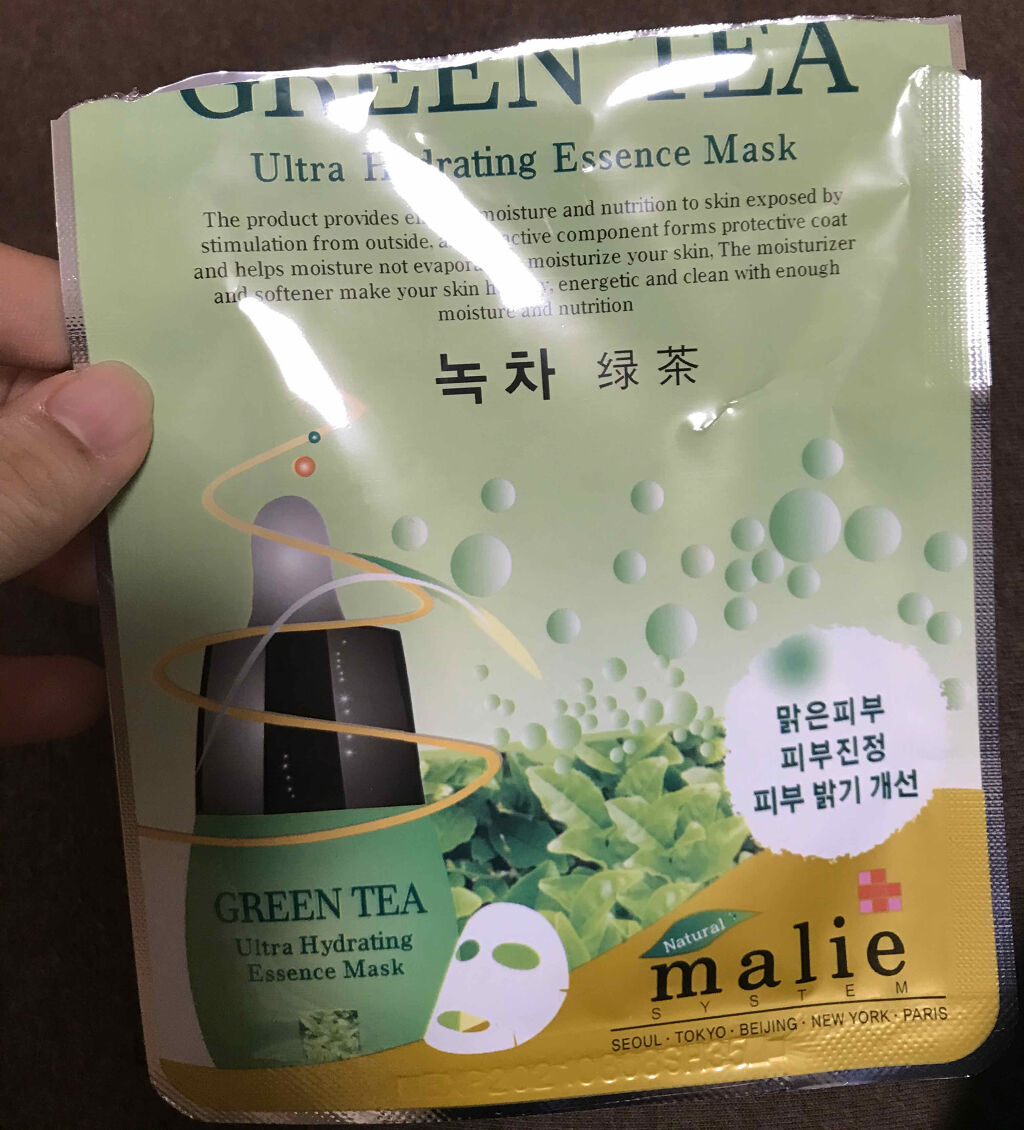 GREEN TEA
Ultra Hydrating Essence Mask
The product provides moisture and nutrition to skin exposed by
stimulation from outside, active component forms protective coat
and helps moisture not moisturize your skin, The moisturizer
and softener make your skin energetic and clean with enough
moisture and nutrition
녹차 绿茶
맑은피부
피부진정
피부 밝기 개선
GREEN TEA
Ultra Hydrating
Essence Mask
Natural
malie
SYSTEM
SEOUL · TOKYO · BEIJING · NEW YORK · PARIS